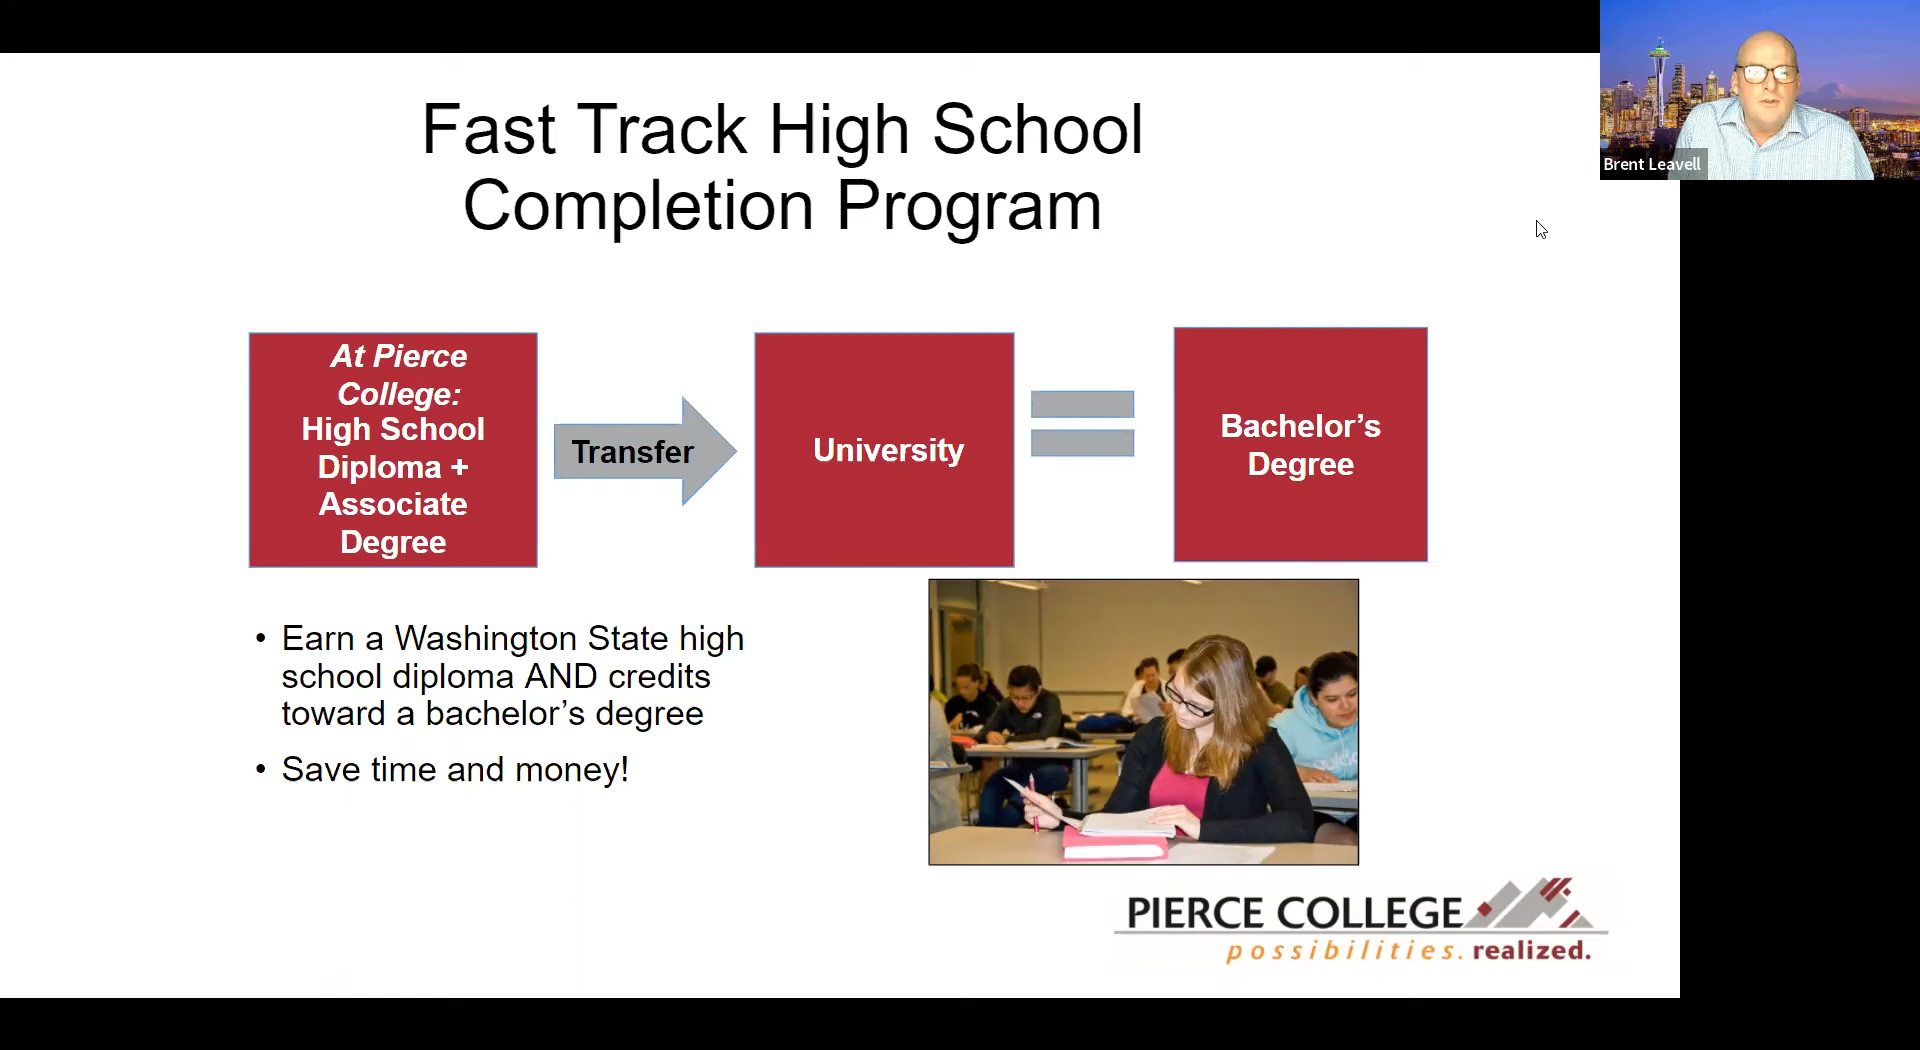 Fast Track High School
Completion Program
Brent Leavell
At Pierce
College:
High School
Diploma +
Associate
Degree
Transfer
University
Bachelor’s
Degree
• Earn a Washington State high
school diploma AND credits
toward a bachelor’s degree
• Save time and money!
PIERCE COLLEGE
possibilities. realized.